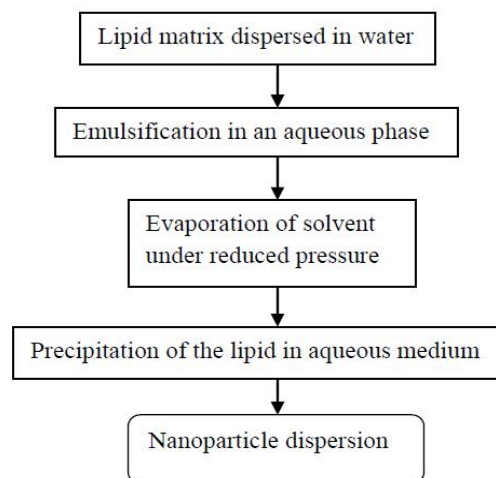 Lipid matrix dispersed in water
Emulsification in an aqueous phase
Evaporation of solvent
under reduced pressure
Precipitation of the lipid in aqueous medium
Nanoparticle dispersion